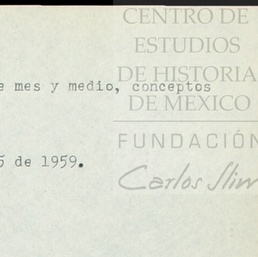 CENTRO DE
ESTUDIOS
DE HISTORIA
DE MEXICO
FUNDACIÓN
Carlos Slim
e mes y medio, conceptos
5 de 1959.